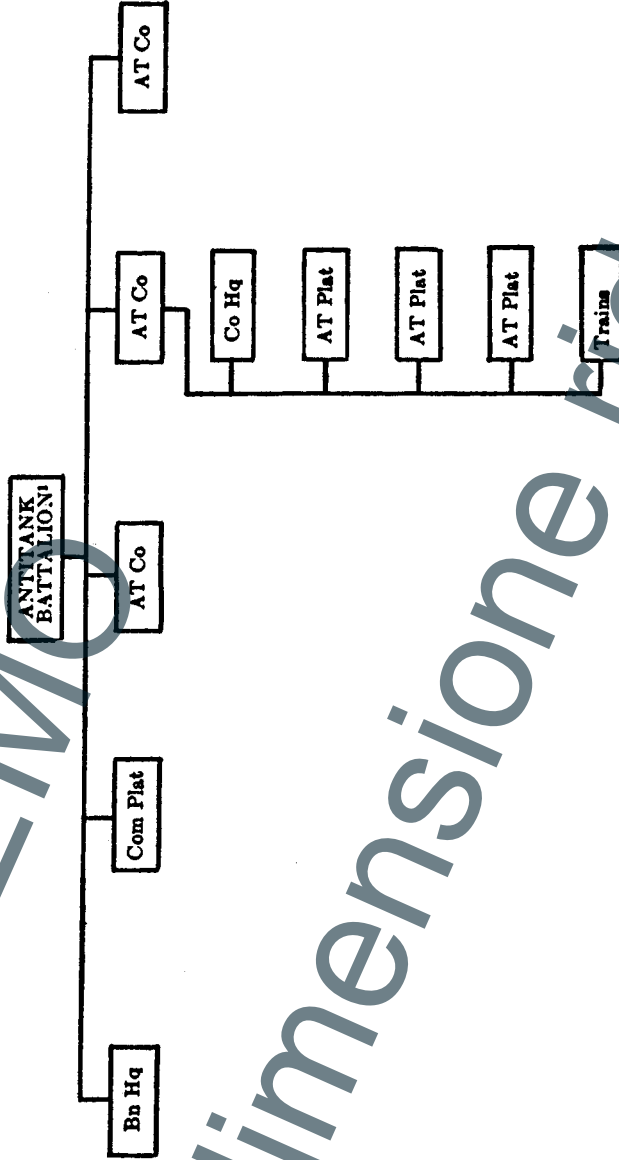 ANTITANK
BATTALION¹
Bn Hq
Com Plat
AT Co
AT Co
AT Co
Co Hq
AT Plat
AT Plat
AT Plat
Trains
dimensione